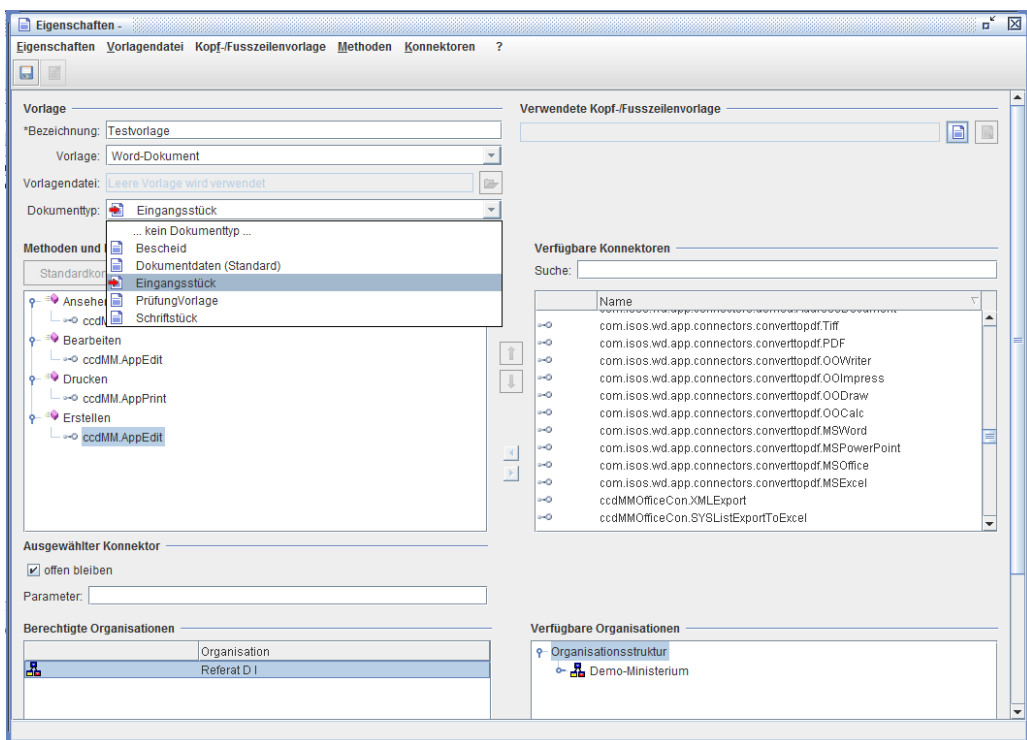 Eigenschaften -
Eigenschaften Vorlagendatei Kopf-/Fusszeilenvorlage Methoden Konnektoren ?
Vorlage
*Bezeichnung: Testvorlage
Vorlage: Word-Dokument
Vorlagendatei: Leere Vorlage wird verwendet
Dokumenttyp: Eingangsstück
... kein Dokumenttyp ...
Bescheid
Dokumentdaten (Standard)
Eingangsstück
PrüfungVorlage
Schriftstück
Verwendete Kopf-/Fusszeilenvorlage
Methoden und
Standardkon
Ansehen
Bearbeiten
ccdMM.AppEdit
Drucken
ccdMM.AppPrint
Erstellen
ccdMM.AppEdit
Verfügbare Konnektoren
Suche:
Name
com.isos.wd.app.connectors.converttopdf.Tiff
com.isos.wd.app.connectors.converttopdf.PDF
com.isos.wd.app.connectors.converttopdf.OOWriter
com.isos.wd.app.connectors.converttopdf.OOImpress
com.isos.wd.app.connectors.converttopdf.OODraw
com.isos.wd.app.connectors.converttopdf.OOCalc
com.isos.wd.app.connectors.converttopdf.MSWord
com.isos.wd.app.connectors.converttopdf.MSPowerPoint
com.isos.wd.app.connectors.converttopdf.MSOffice
com.isos.wd.app.connectors.converttopdf.MSExcel
ccdMMOfficeCon.XMLExport
ccdMMOfficeCon.SYSListExportToExcel
Ausgewählter Konnektor
offen bleiben
Parameter:
Berechtigte Organisationen
Organisation
Referat D I
Verfügbare Organisationen
Organisationsstruktur
Demo-Ministerium